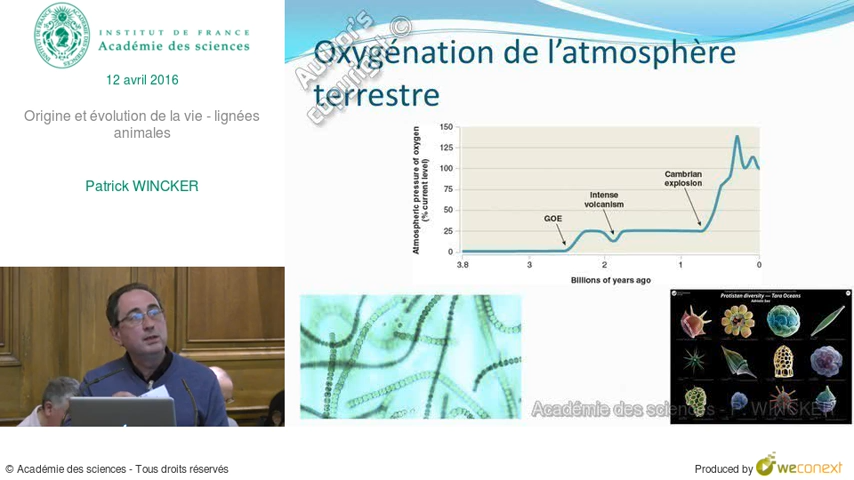 INSTITUT DE FRANCE
Académie des sciences
12 avril 2016
Origine et évolution de la vie - lignées
animales
Patrick WINCKER
Author's
copyright ©
Oxygénation de l'atmosphère
terrestre
Atmospheric pressure of oxygen
(% current level)
150
125
100
75
50
25
0
GOE
Intense
volcanism
Cambrian
explosion
3.8
3
2
1
0
Billions of years ago
Protistan diversity — Tara Oceans
Académie des sciences - P. WINCKER
© Académie des sciences - Tous droits réservés
Produced by
weconext